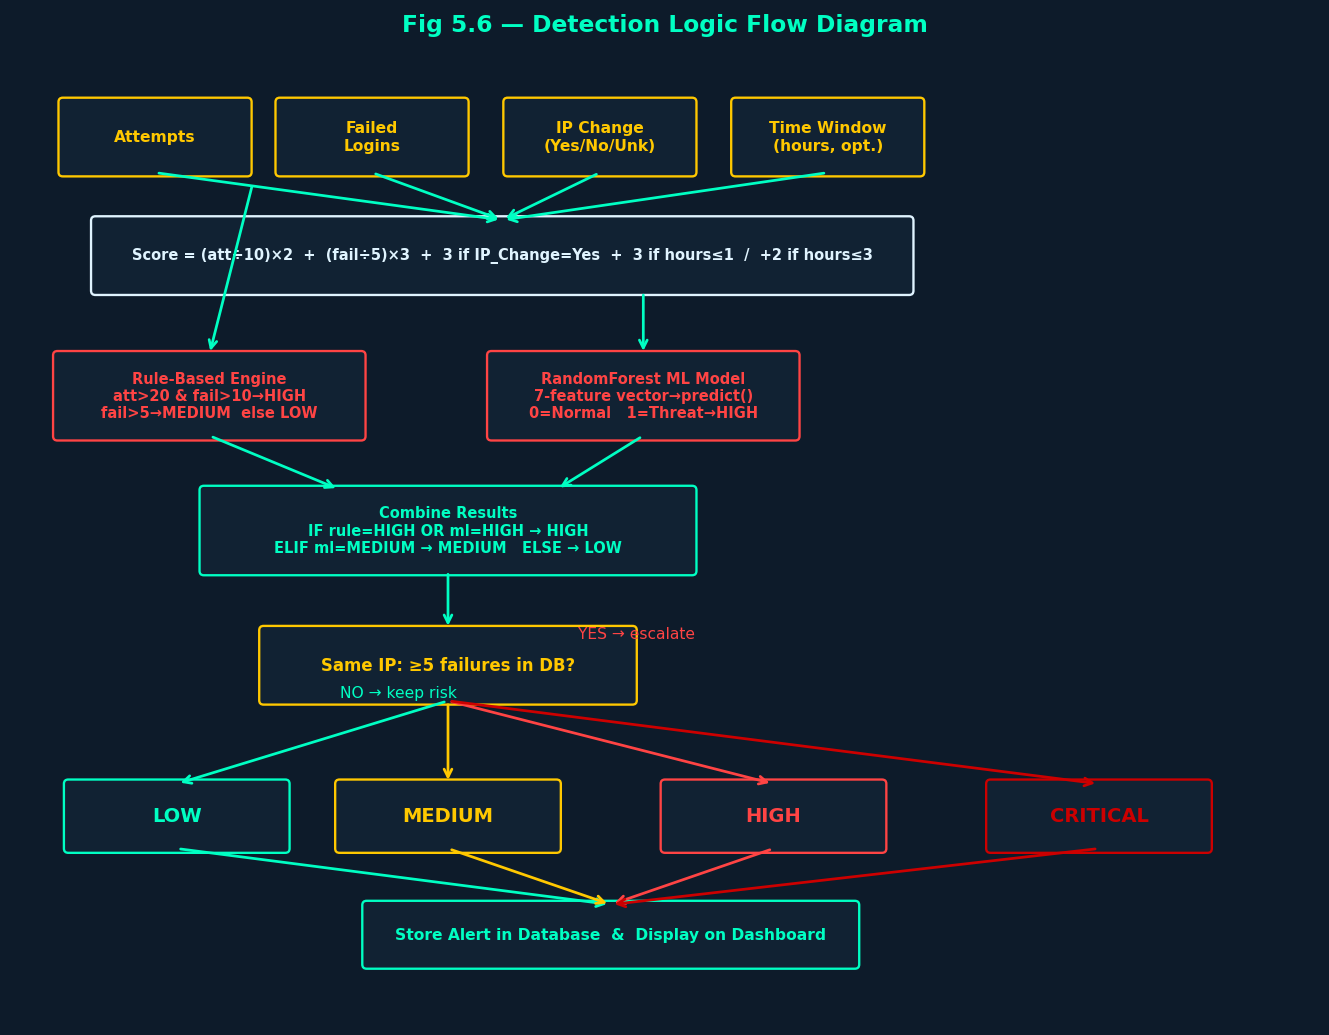 Fig 5.6 — Detection Logic Flow Diagram
Attempts
Failed
Logins
IP Change
(Yes/No/Unk)
Time Window
(hours, opt.)
Score = (att÷10)×2 + (fail÷5)×3 + 3 if IP_Change=Yes + 3 if hours≤1 / +2 if hours≤3
Rule-Based Engine
att>20 & fail>10→HIGH
fail>5→MEDIUM else LOW
RandomForest ML Model
7-feature vector→predict()
0=Normal 1=Threat→HIGH
Combine Results
IF rule=HIGH OR ml=HIGH → HIGH
ELIF ml=MEDIUM → MEDIUM ELSE → LOW
YES → escalate
Same IP: ≥5 failures in DB?
NO → keep risk
LOW
MEDIUM
HIGH
CRITICAL
Store Alert in Database & Display on Dashboard